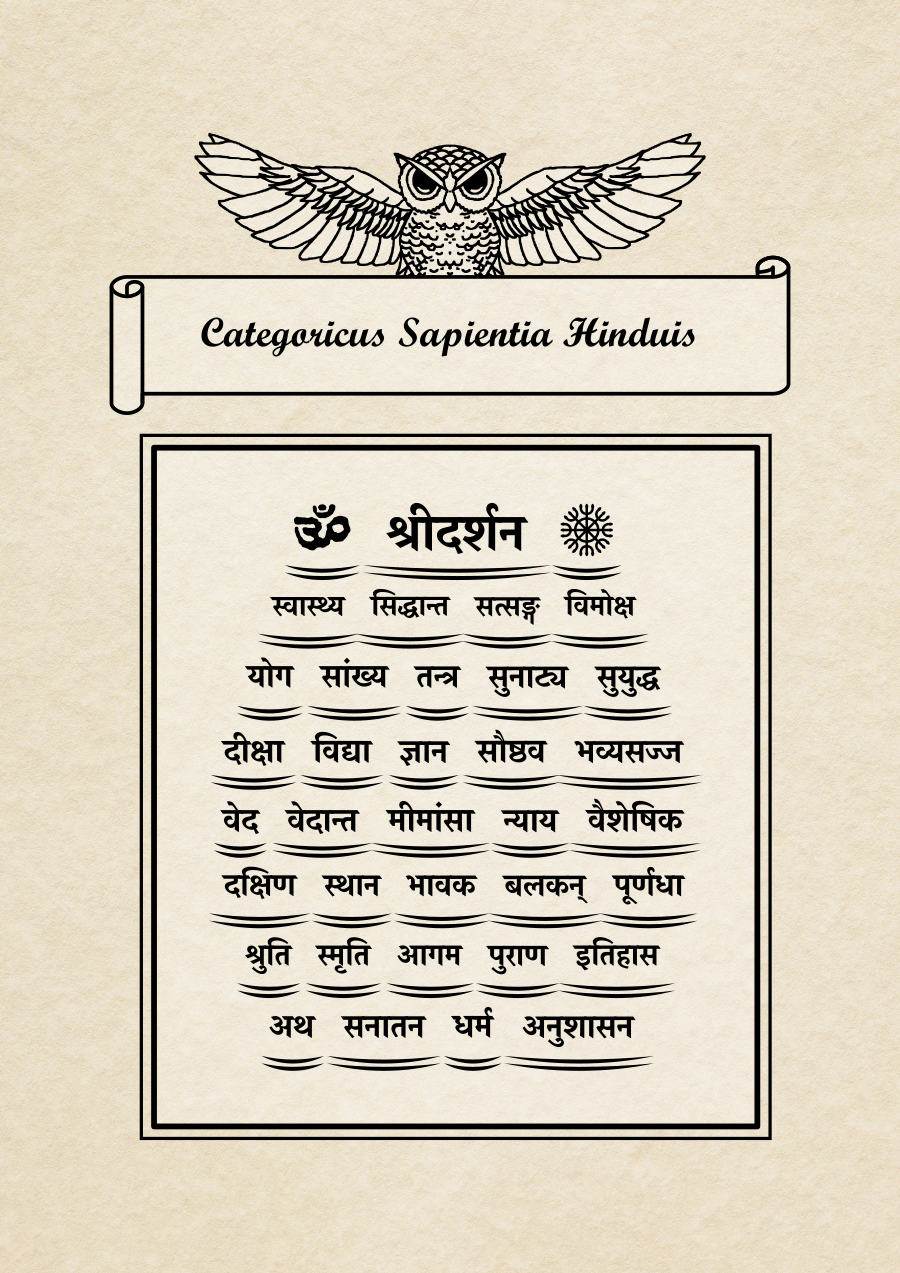 Categoricus Sapientia Hinduis
ॐ श्रीदर्शन
स्वास्थ्य सिद्धान्त सत्सङ्ग विमोक्ष
योग सांख्य तन्त्र सुनाट्य सुयुद्ध
दीक्षा विद्या ज्ञान सौष्ठव भव्यसज्ज
वेद वेदान्त मीमांसा न्याय वैशेषिक
दक्षिण स्थान भावक बलकन् पूर्णधा
श्रुति स्मृति आगम पुराण इतिहास
अथ सनातन धर्म अनुशासन